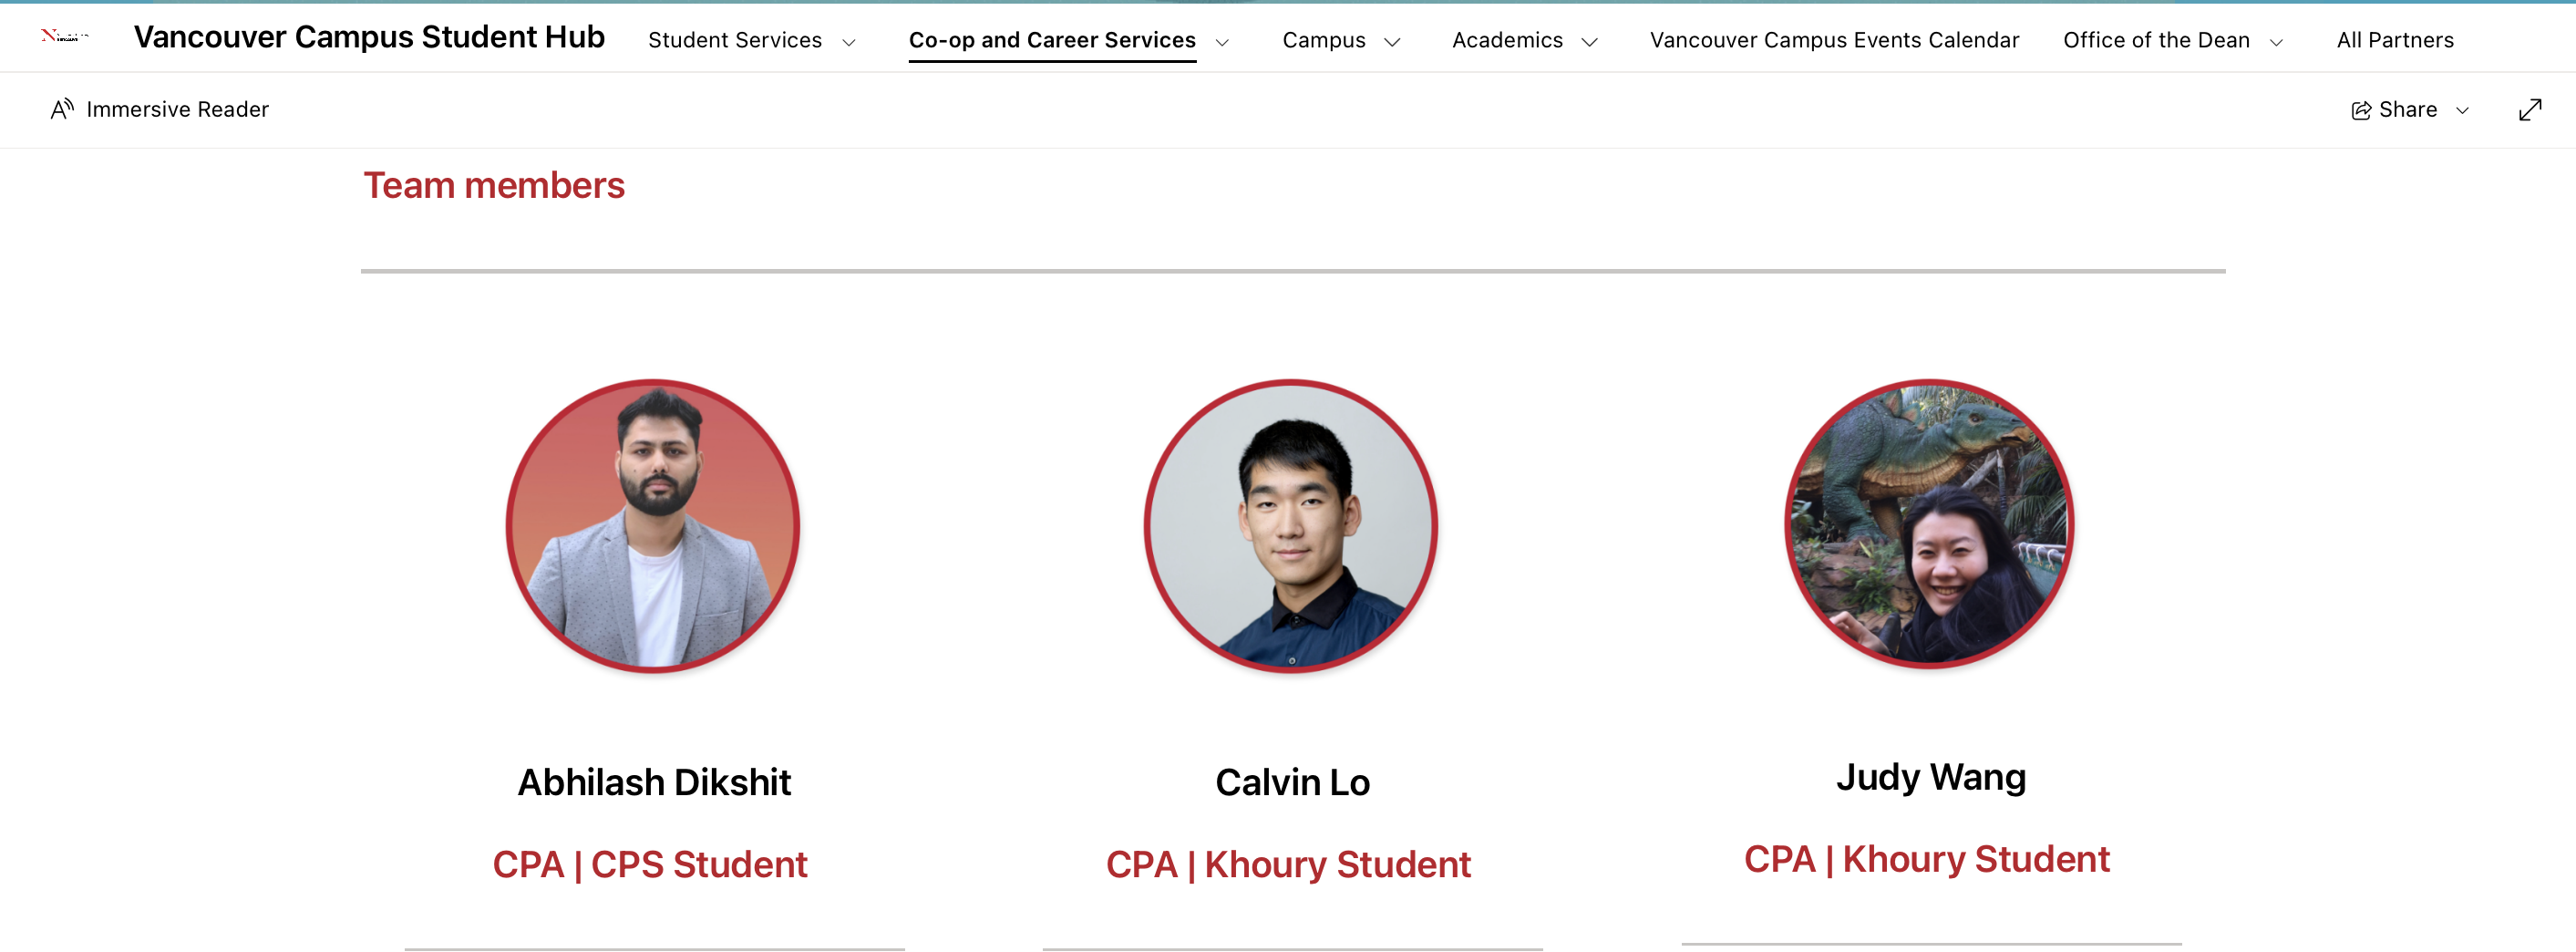 Vancouver Campus Student Hub
Student Services
Co-op and Career Services
Campus
Academics
Vancouver Campus Events Calendar
Office of the Dean
All Partners
Immersive Reader
Share
Team members
Abhilash Dikshit
CPA | CPS Student
Calvin Lo
CPA | Khoury Student
Judy Wang
CPA | Khoury Student